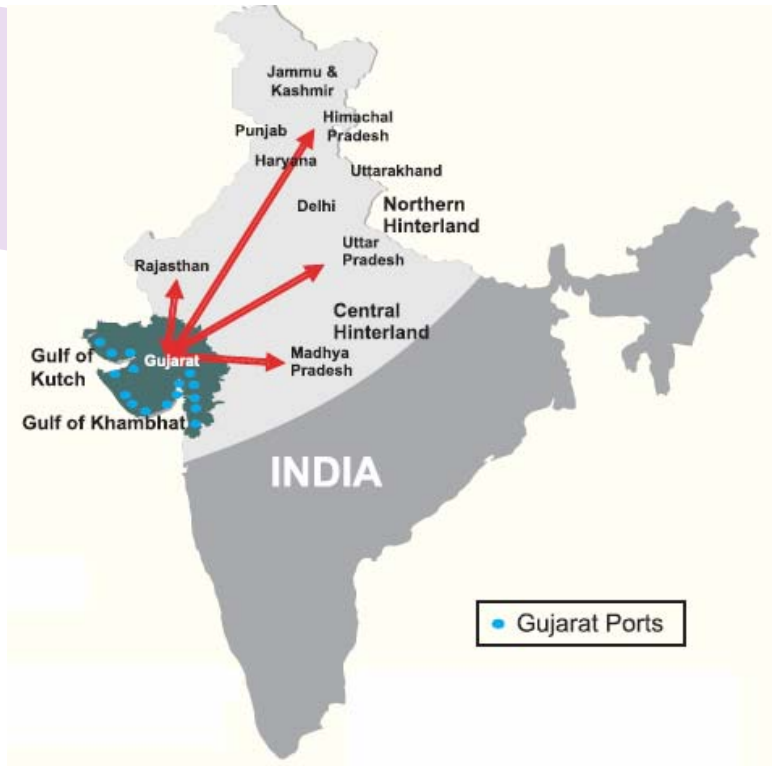 Jammu &
Kashmir
Himachal
Pradesh
Punjab
Haryana
Uttarakhand
Delhi
Northern
Hinterland
Uttar
Pradesh
Rajasthan
Central
Hinterland
Gulf of
Kutch
Gujarat
Madhya
Pradesh
Gulf of Khambhat
INDIA
Gujarat Ports